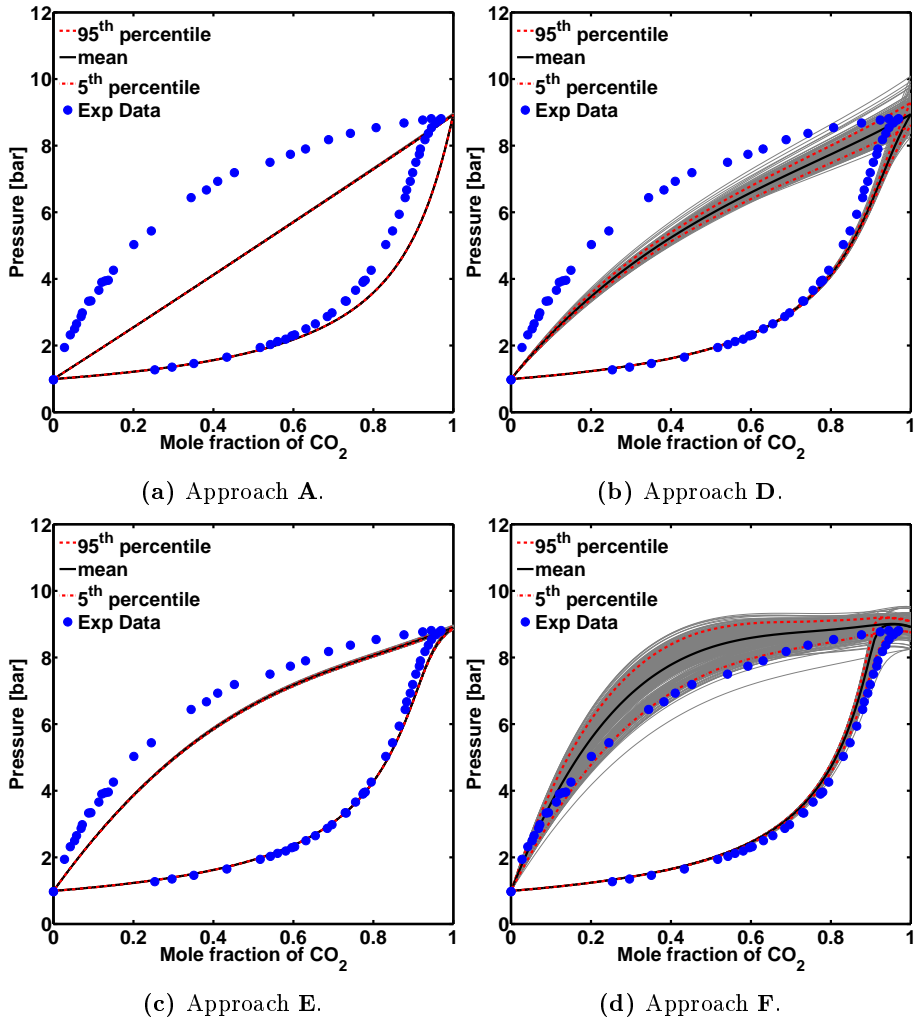 12
10
8
6
4
2
0
Pressure [bar]
95th percentile
mean
5th percentile
Exp Data
0 0.2 0.4 0.6 0.8 1
Mole fraction of CO2
(a) Approach A.
12
10
8
6
4
2
0
Pressure [bar]
95th percentile
mean
5th percentile
Exp Data
0 0.2 0.4 0.6 0.8 1
Mole fraction of CO2
(b) Approach D.
12
10
8
6
4
2
0
Pressure [bar]
95th percentile
mean
5th percentile
Exp Data
0 0.2 0.4 0.6 0.8 1
Mole fraction of CO2
(c) Approach E.
12
10
8
6
4
2
0
Pressure [bar]
95th percentile
mean
5th percentile
Exp Data
0 0.2 0.4 0.6 0.8 1
Mole fraction of CO2
(d) Approach F.